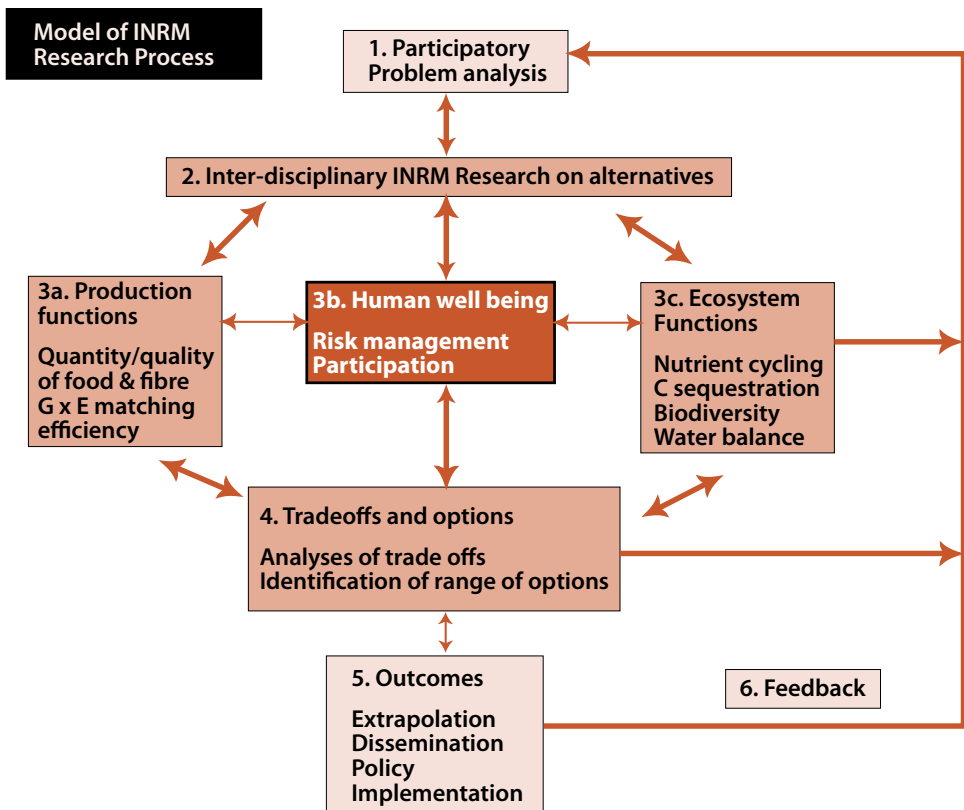 Model of INRM
Research Process
1. Participatory
Problem analysis
2. Inter-disciplinary INRM Research on alternatives
3a. Production
functions
Quantity/quality
of food & fibre
G x E matching
efficiency
3b. Human well being
Risk management
Participation
3c. Ecosystem
Functions
Nutrient cycling
C sequestration
Biodiversity
Water balance
4. Tradeoffs and options
Analyses of trade offs
Identification of range of options
5. Outcomes
Extrapolation
Dissemination
Policy
Implementation
6. Feedback